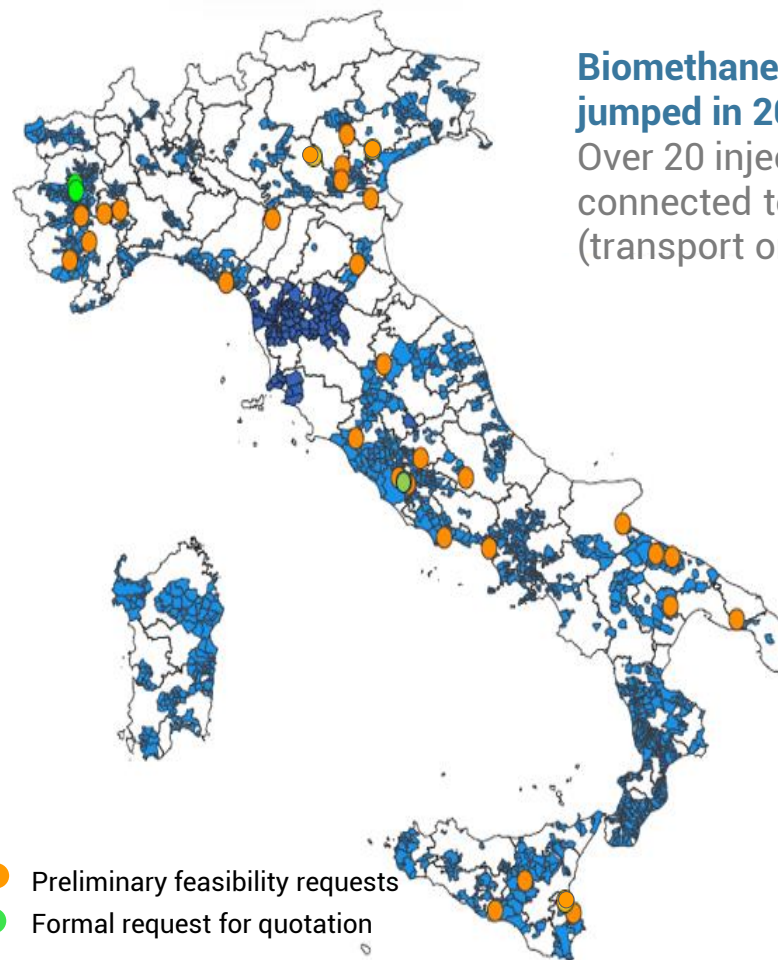 Biomethane
jumped in 20
Over 20 injec
connected to
(transport o
Preliminary feasibility requests
Formal request for quotation